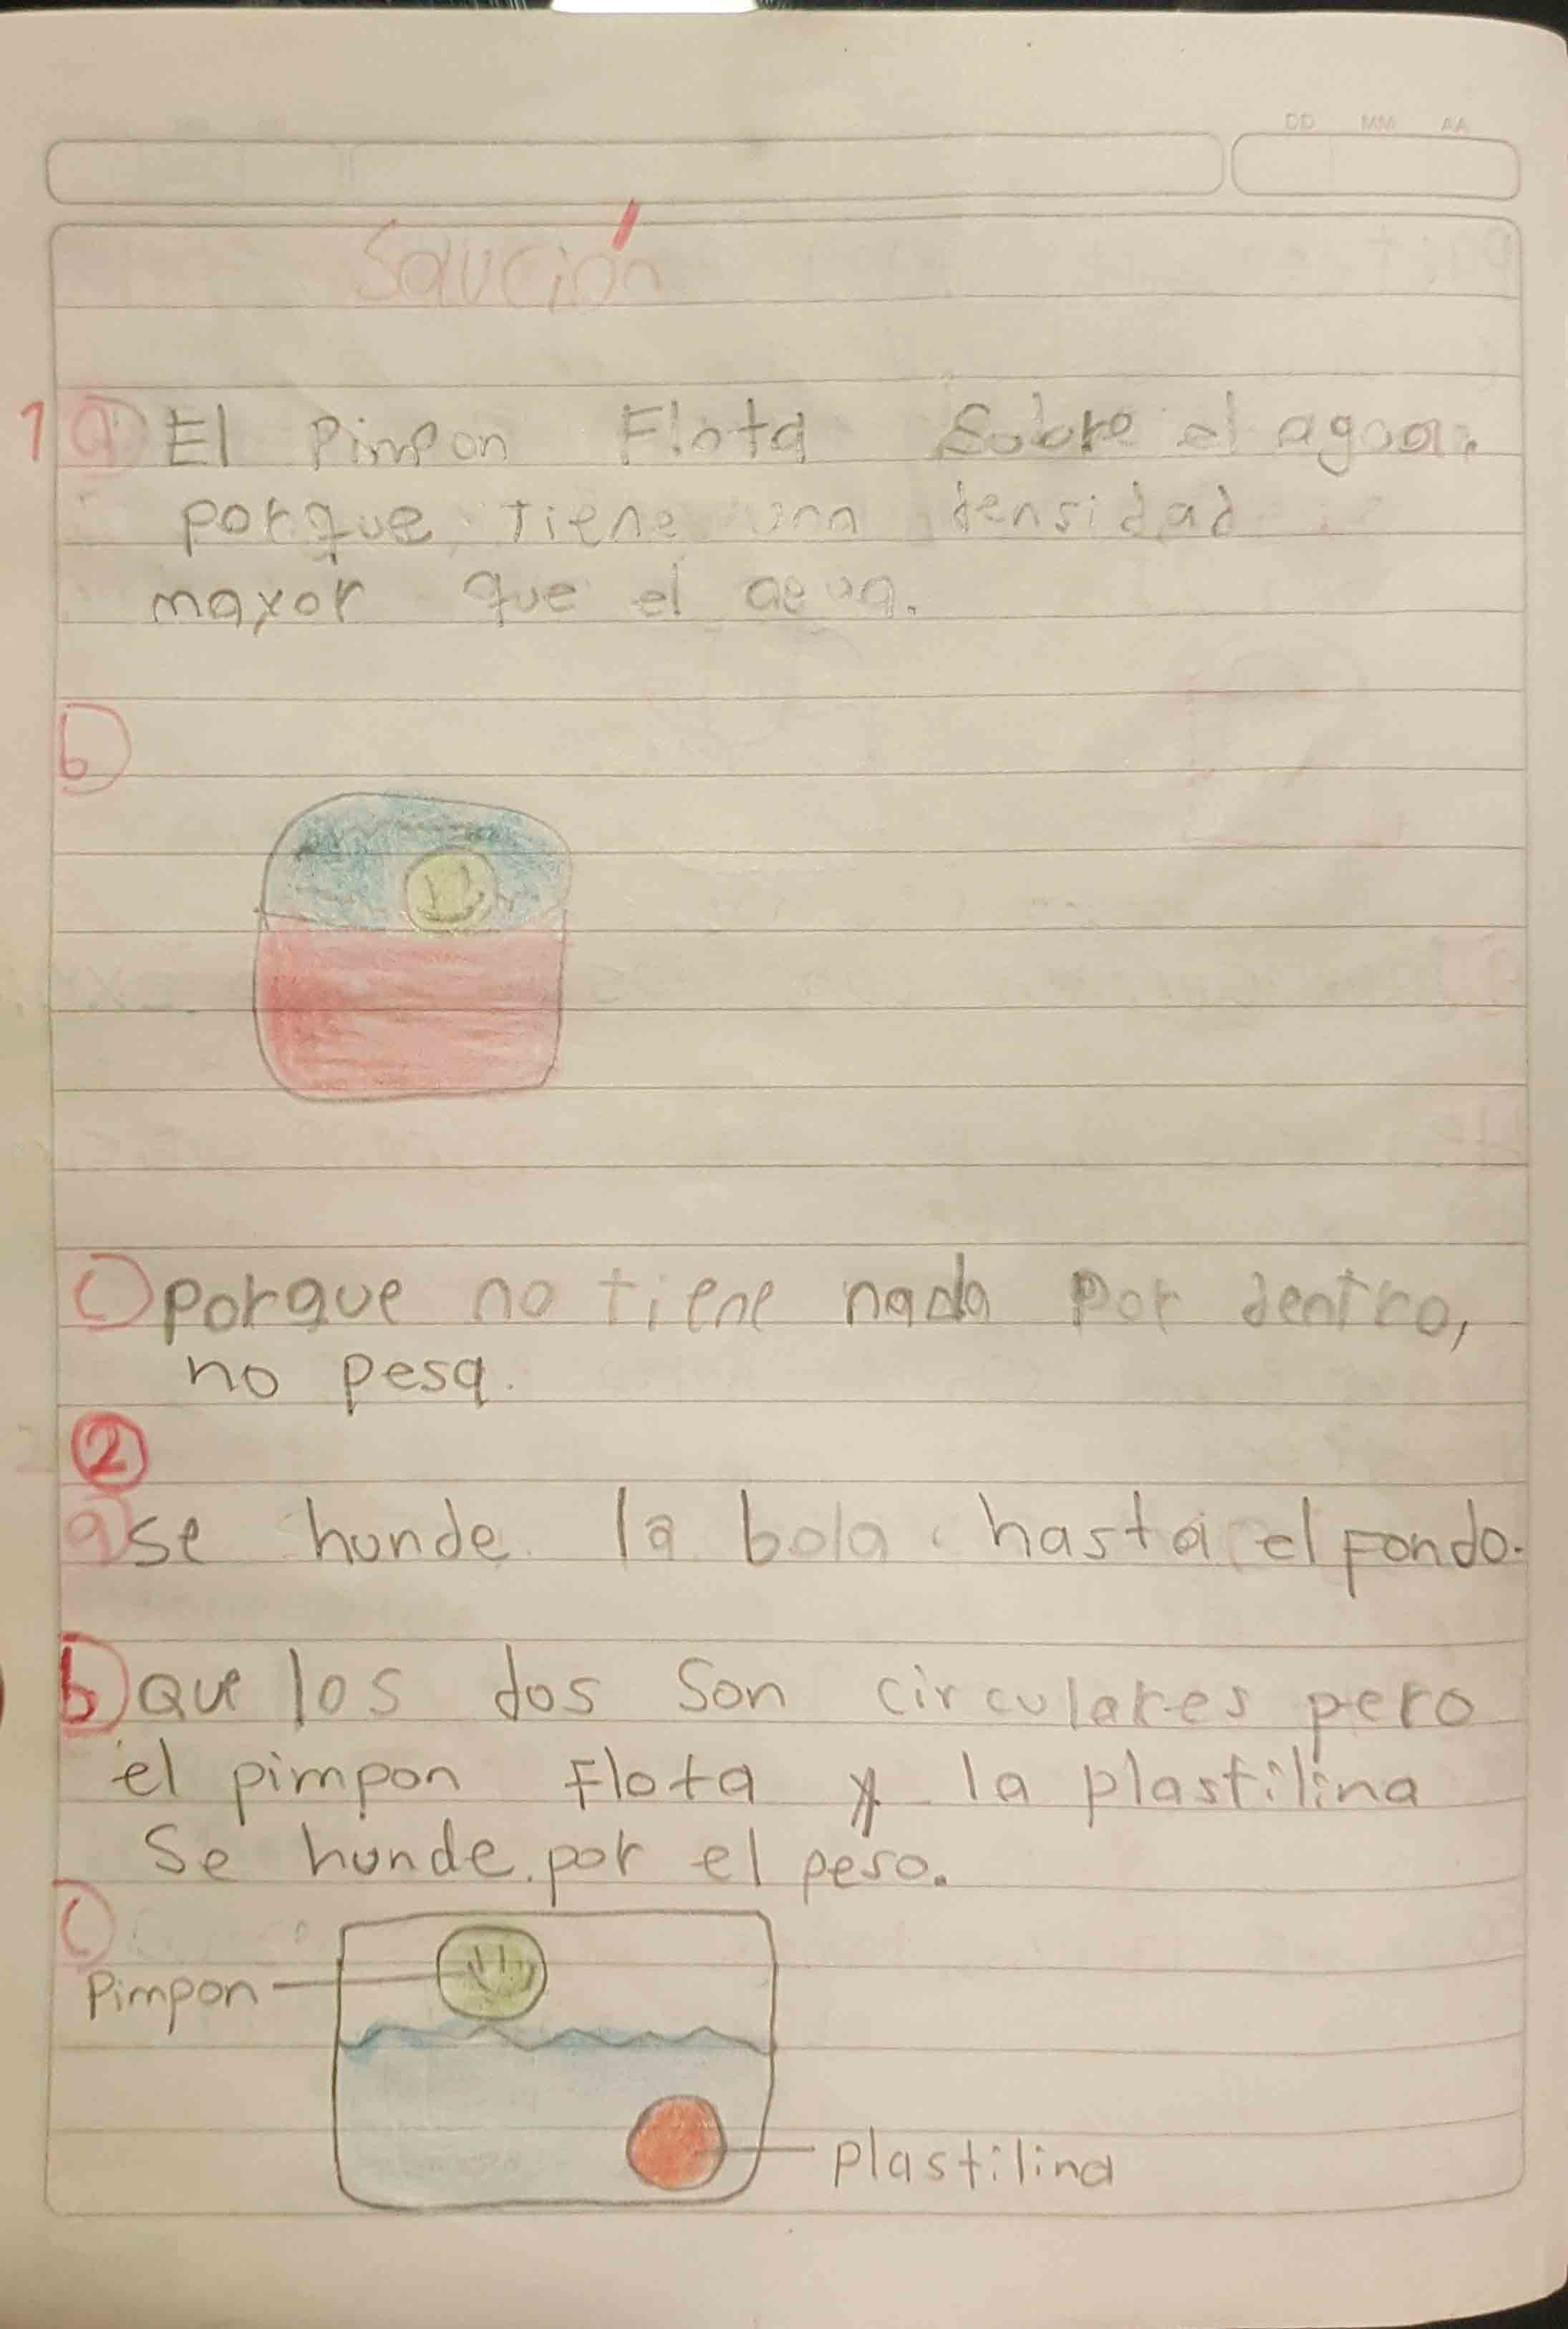 DD MM AA
Solución
1 a) El pimpon Flota Sobre el agua.
porque tiene una densidad
mayor que el agua.
b)
c) porque no tiene nada por dentro,
no pesa.
2
a) se hunde la bola hasta el fondo.
b) Que los dos Son circulares pero
el pimpon Flota y la plastilina
Se hunde. por el peso.
c)
Pimpon
plastilina